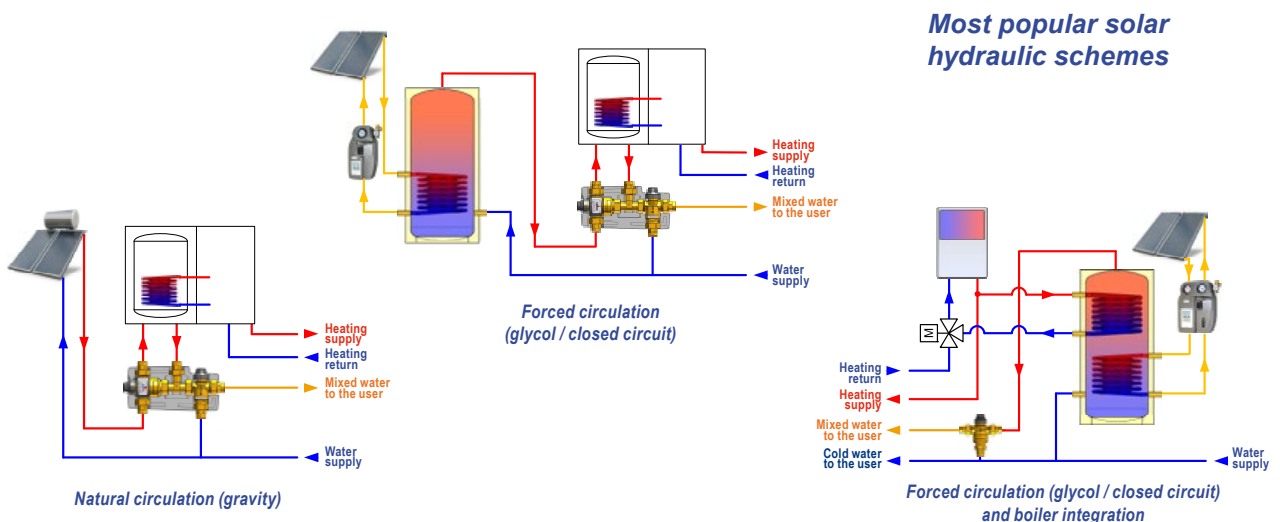 Most popular solar
hydraulic schemes
Heating
supply
Heating
return
Mixed water
to the user
Water
supply
Forced circulation
(glycol / closed circuit)
Heating
supply
Heating
return
Mixed water
to the user
Water
supply
Natural circulation (gravity)
M
Heating
return
Heating
supply
Mixed water
to the user
Cold water
to the user
Water
supply
Forced circulation (glycol / closed circuit)
and boiler integration